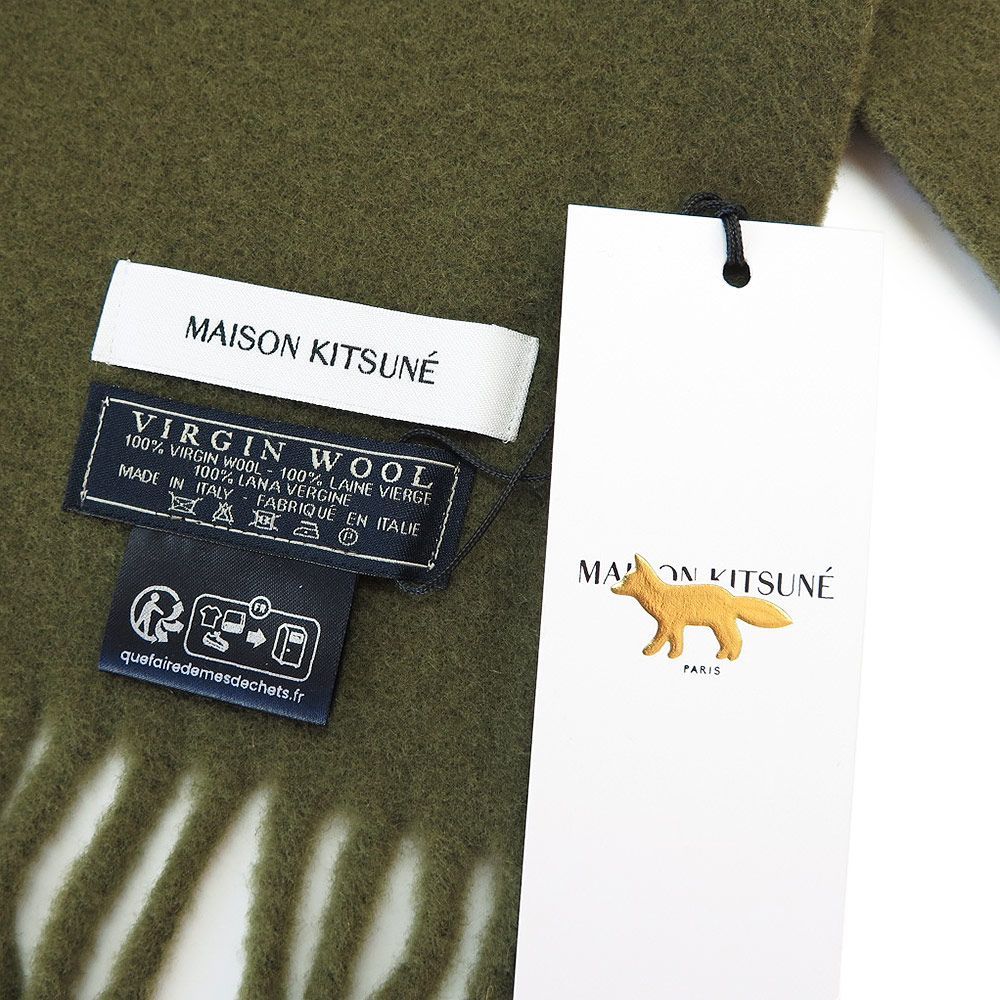 MAISON KITSUNÉ
VIRGIN WOOL
100% VIRGIN WOOL - 100% LAINE VIERGE
100% LANA VERGINE
MADE IN ITALY - FABRIQUÉ EN ITALIE
P
FR
quefairedemesdechets.fr
MAISON KITSUNÉ
PARIS